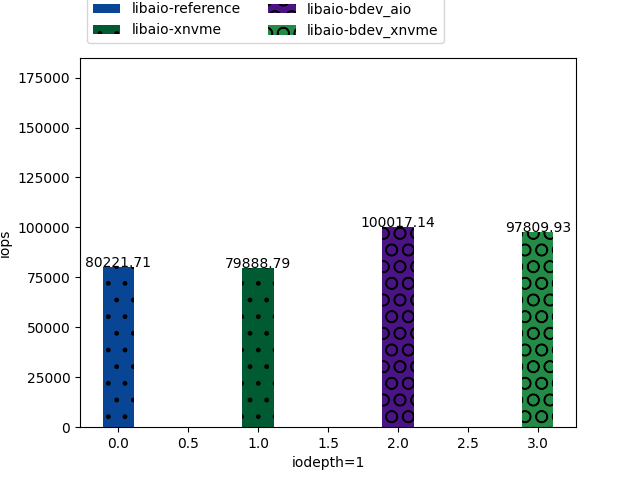 libaio-reference libaio-bdev_aio
libaio-xnvme libaio-bdev_xnvme
175000
150000
125000
100000
75000
50000
25000
0
iops
80221.71
79888.79
100017.14
97809.93
0.0 0.5 1.0 1.5 2.0 2.5 3.0
iodepth=1